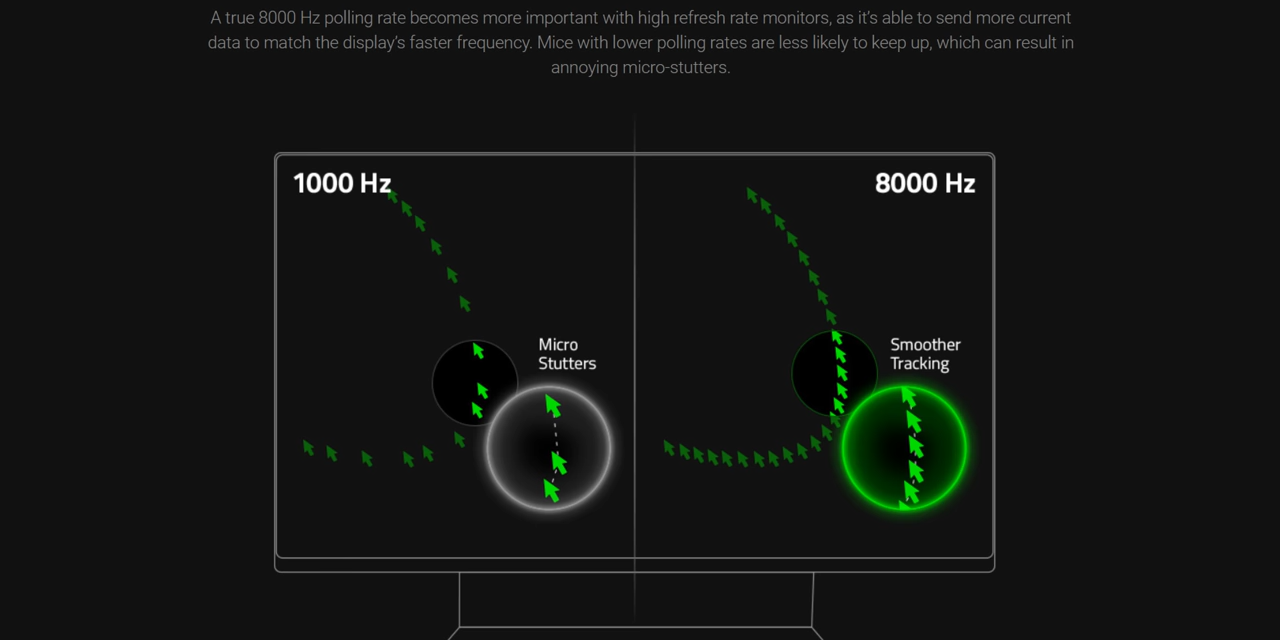 A true 8000 Hz polling rate becomes more important with high refresh rate monitors, as it's able to send more current
data to match the display's faster frequency. Mice with lower polling rates are less likely to keep up, which can result in
annoying micro-stutters.
1000 Hz
8000 Hz
Micro
Stutters
Smoother
Tracking